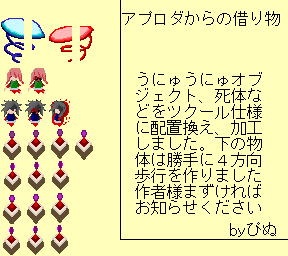 アプロダからの借り物
うにゅうにゅオブ
ジェクト、死体な
どをツクール仕様
に配置換え、加工
しました。下の物
体は勝手に４方向
歩行を作りました
作者様まずければ
お知らせください
byびぬ